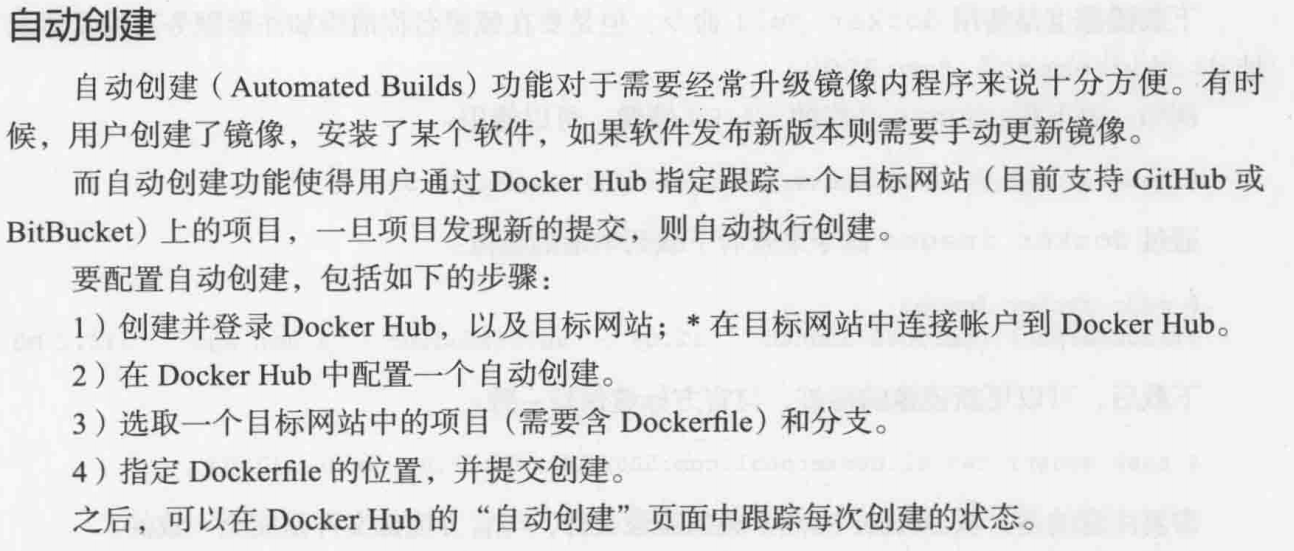 自动创建
自动创建（Automated Builds）功能对于需要经常升级镜像内程序来说十分方便。有时
候，用户创建了镜像，安装了某个软件，如果软件发布新版本则需要手动更新镜像。
而自动创建功能使得用户通过 Docker Hub 指定跟踪一个目标网站（目前支持 GitHub 或
BitBucket）上的项目，一旦项目发现新的提交，则自动执行创建。
要配置自动创建，包括如下的步骤：
1）创建并登录 Docker Hub，以及目标网站；* 在目标网站中连接帐户到 Docker Hub。
2）在 Docker Hub 中配置一个自动创建。
3）选取一个目标网站中的项目（需要含 Dockerfile）和分支。
4）指定 Dockerfile 的位置，并提交创建。
之后，可以在 Docker Hub 的“自动创建”页面中跟踪每次创建的状态。